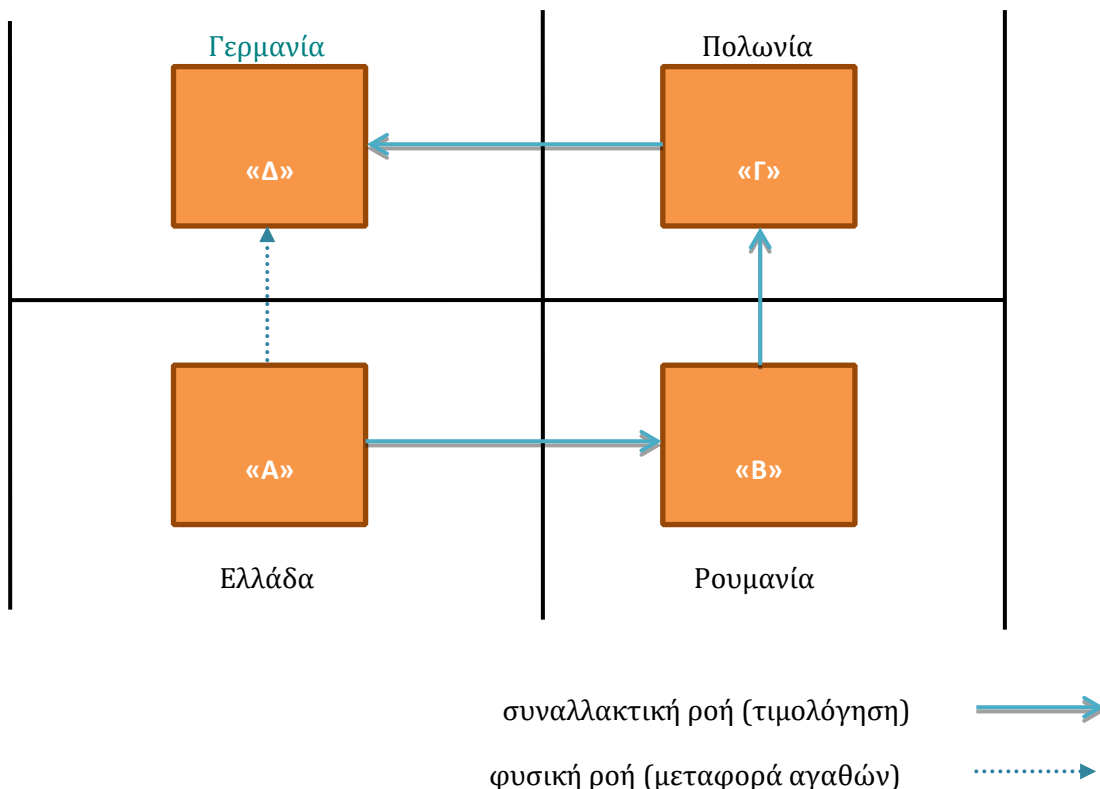 Γερμανία
Πολωνία
«Δ»
«Γ»
«Α»
«Β»
Ελλάδα
Ρουμανία
συναλλακτική ροή (τιμολόγηση)
φυσική ροή (μεταφορά αγαθών)